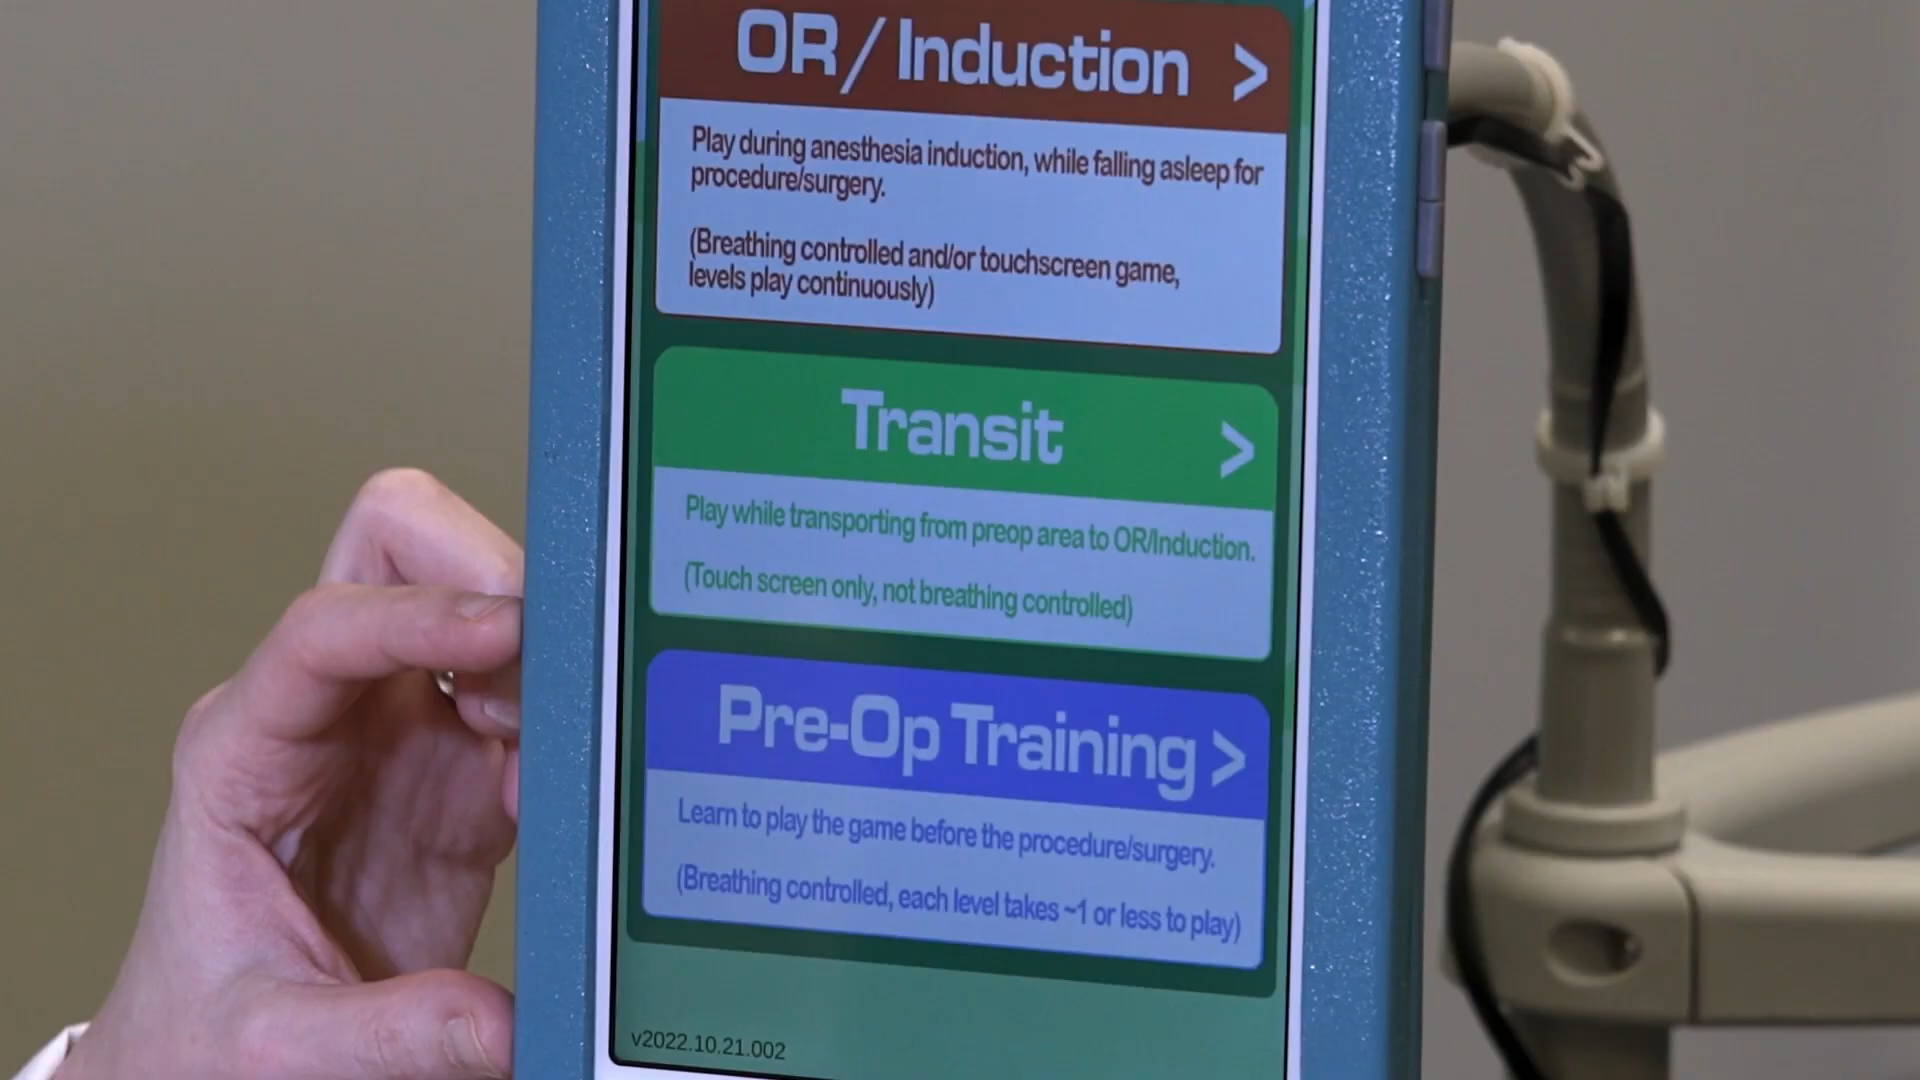 OR / Induction >
Play during anesthesia induction, while falling asleep for
procedure/surgery.
(Breathing controlled and/or touchscreen game,
levels play continuously)
Transit >
Play while transporting from preop area to OR/Induction.
(Touch screen only, not breathing controlled)
Pre-Op Training >
Learn to play the game before the procedure/surgery.
(Breathing controlled, each level takes ~1 or less to play)
v2022.10.21.002